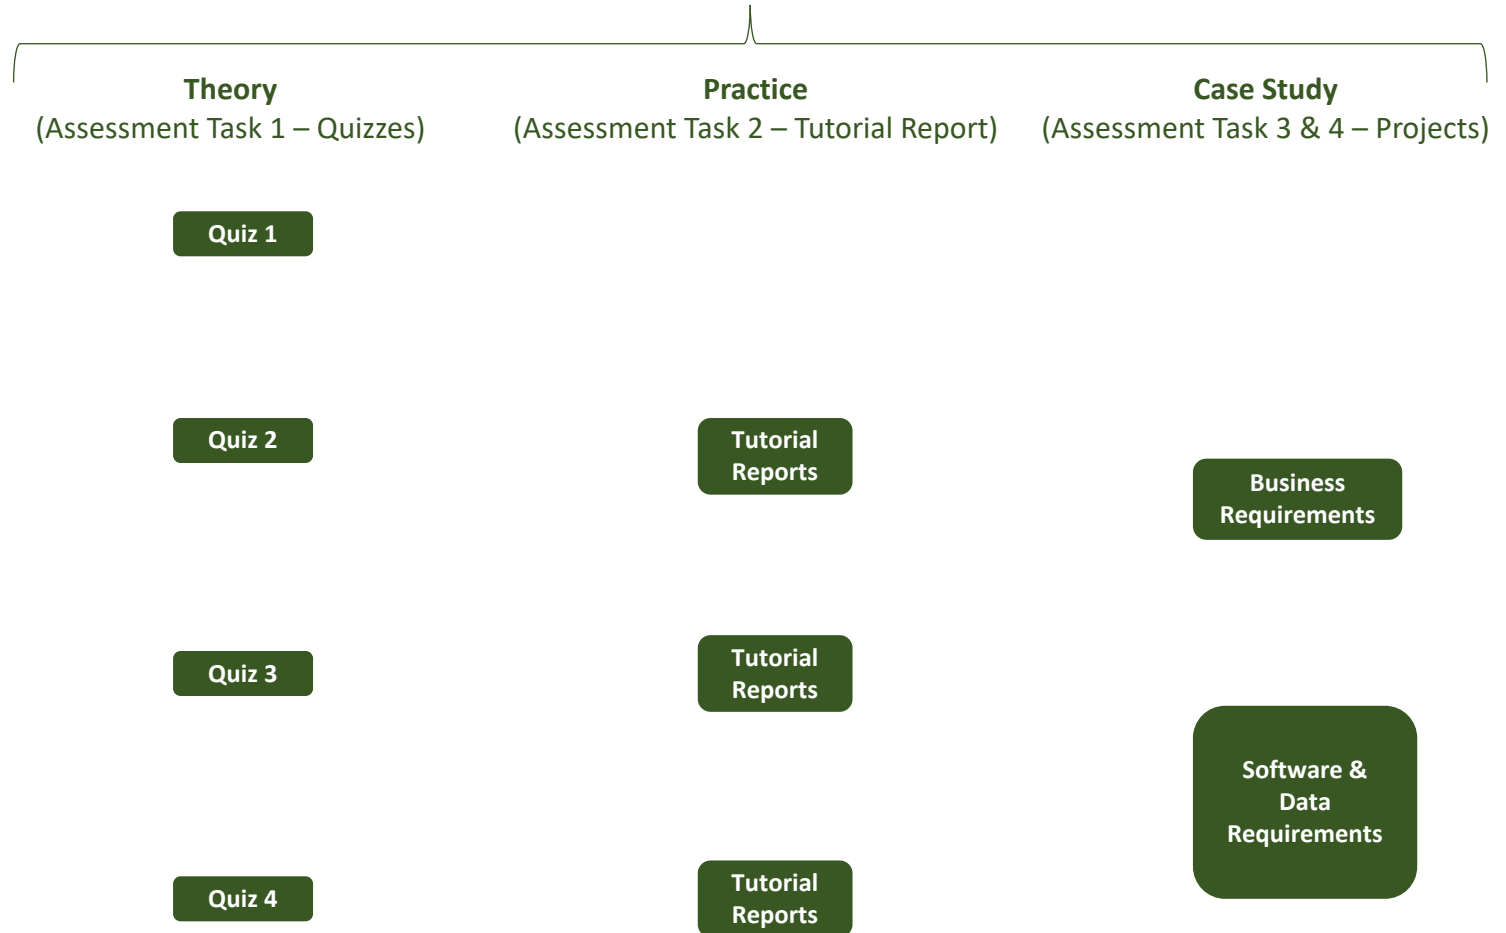 Theory
(Assessment Task 1 – Quizzes)
Practice
(Assessment Task 2 – Tutorial Report)
Case Study
(Assessment Task 3 & 4 – Projects)
Quiz 1
Quiz 2
Tutorial
Reports
Business
Requirements
Quiz 3
Tutorial
Reports
Software &
Data
Requirements
Quiz 4
Tutorial
Reports